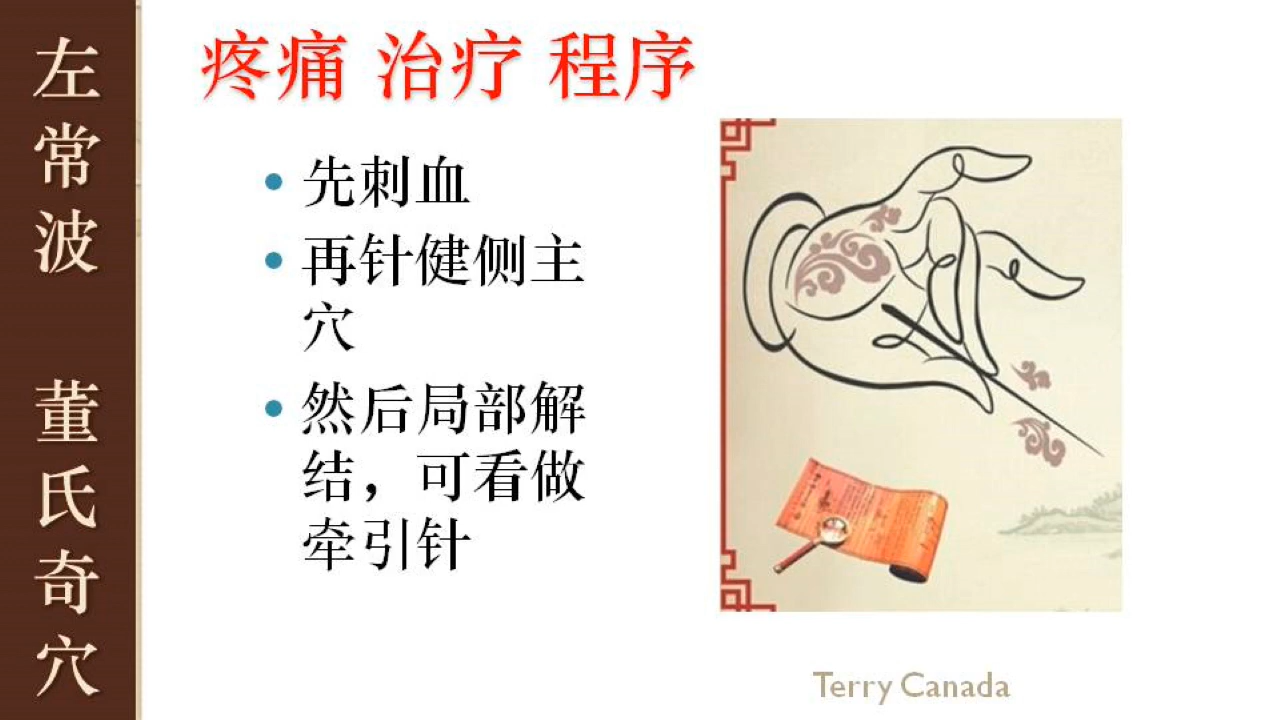 左常波 董氏奇穴
疼痛 治疗 程序
先刺血
再针健侧主
穴
然后局部解
结，可看做
牵引针
Terry Canada